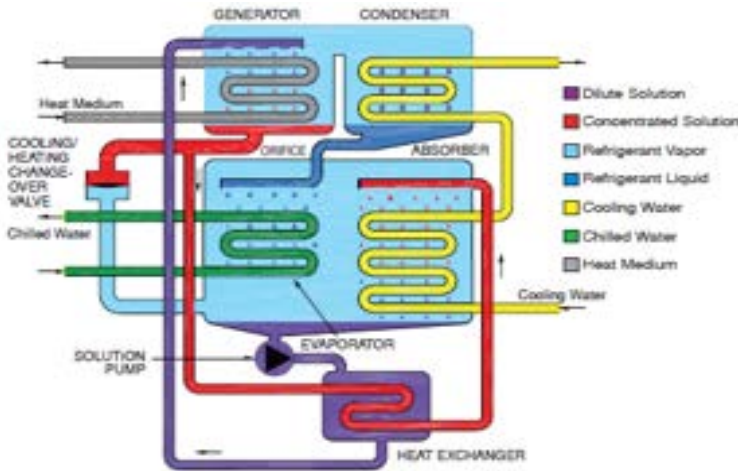 GENERATOR
CONDENSER
Heat Medium
COOLING/
HEATING
CHANGE-
OVER
VALVE
ORIFICE
ABSORBER
Chilled Water
Cooling Water
EVAPORATOR
SOLUTION
PUMP
HEAT EXCHANGER
Dilute Solution
Concentrated Solution
Refrigerant Vapor
Refrigerant Liquid
Cooling Water
Chilled Water
Heat Medium